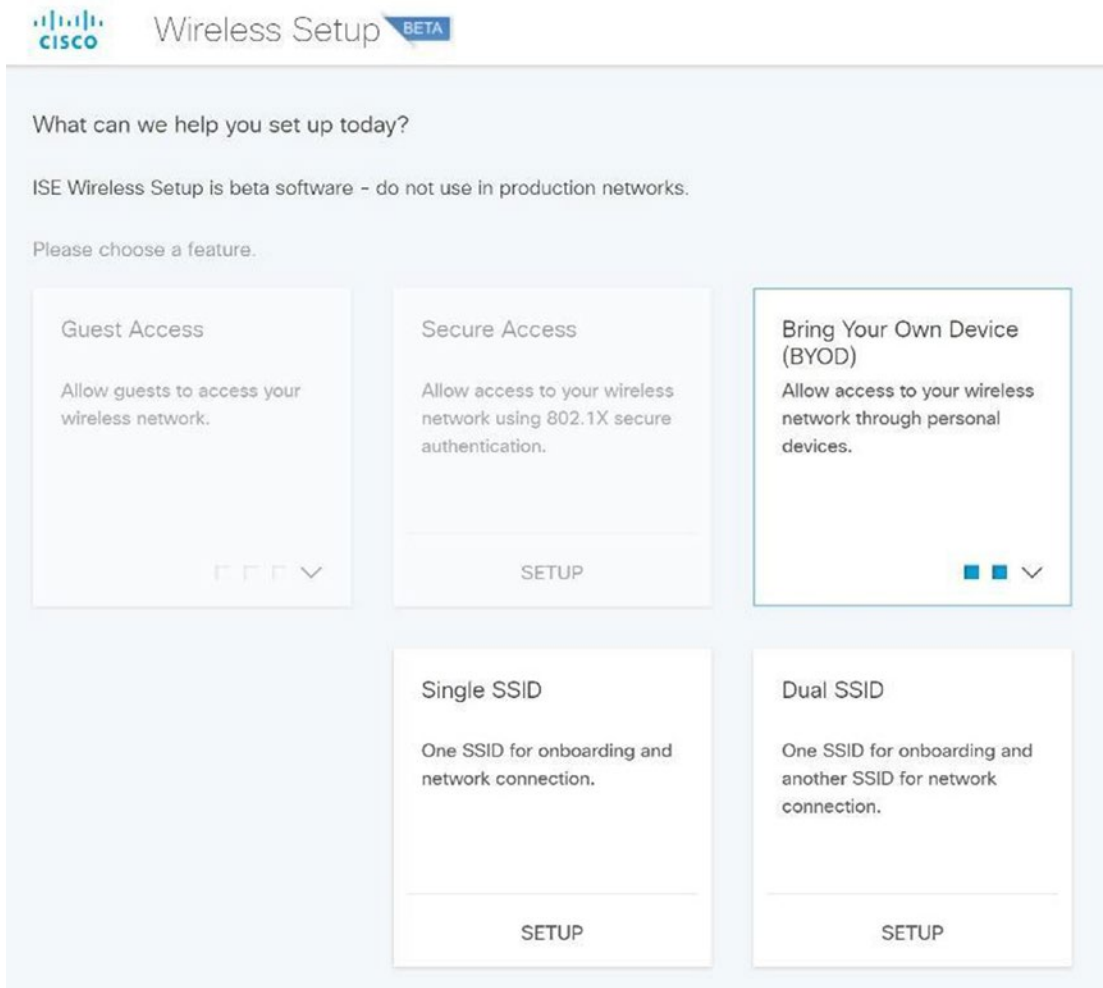 CISCO
Wireless Setup BETA
What can we help you set up today?
ISE Wireless Setup is beta software - do not use in production networks.
Please choose a feature.
Guest Access
Allow guests to access your
wireless network.
Secure Access
Allow access to your wireless
network using 802.1X secure
authentication.
SETUP
Bring Your Own Device
(BYOD)
Allow access to your wireless
network through personal
devices.
Single SSID
One SSID for onboarding and
network connection.
SETUP
Dual SSID
One SSID for onboarding and
another SSID for network
connection.
SETUP